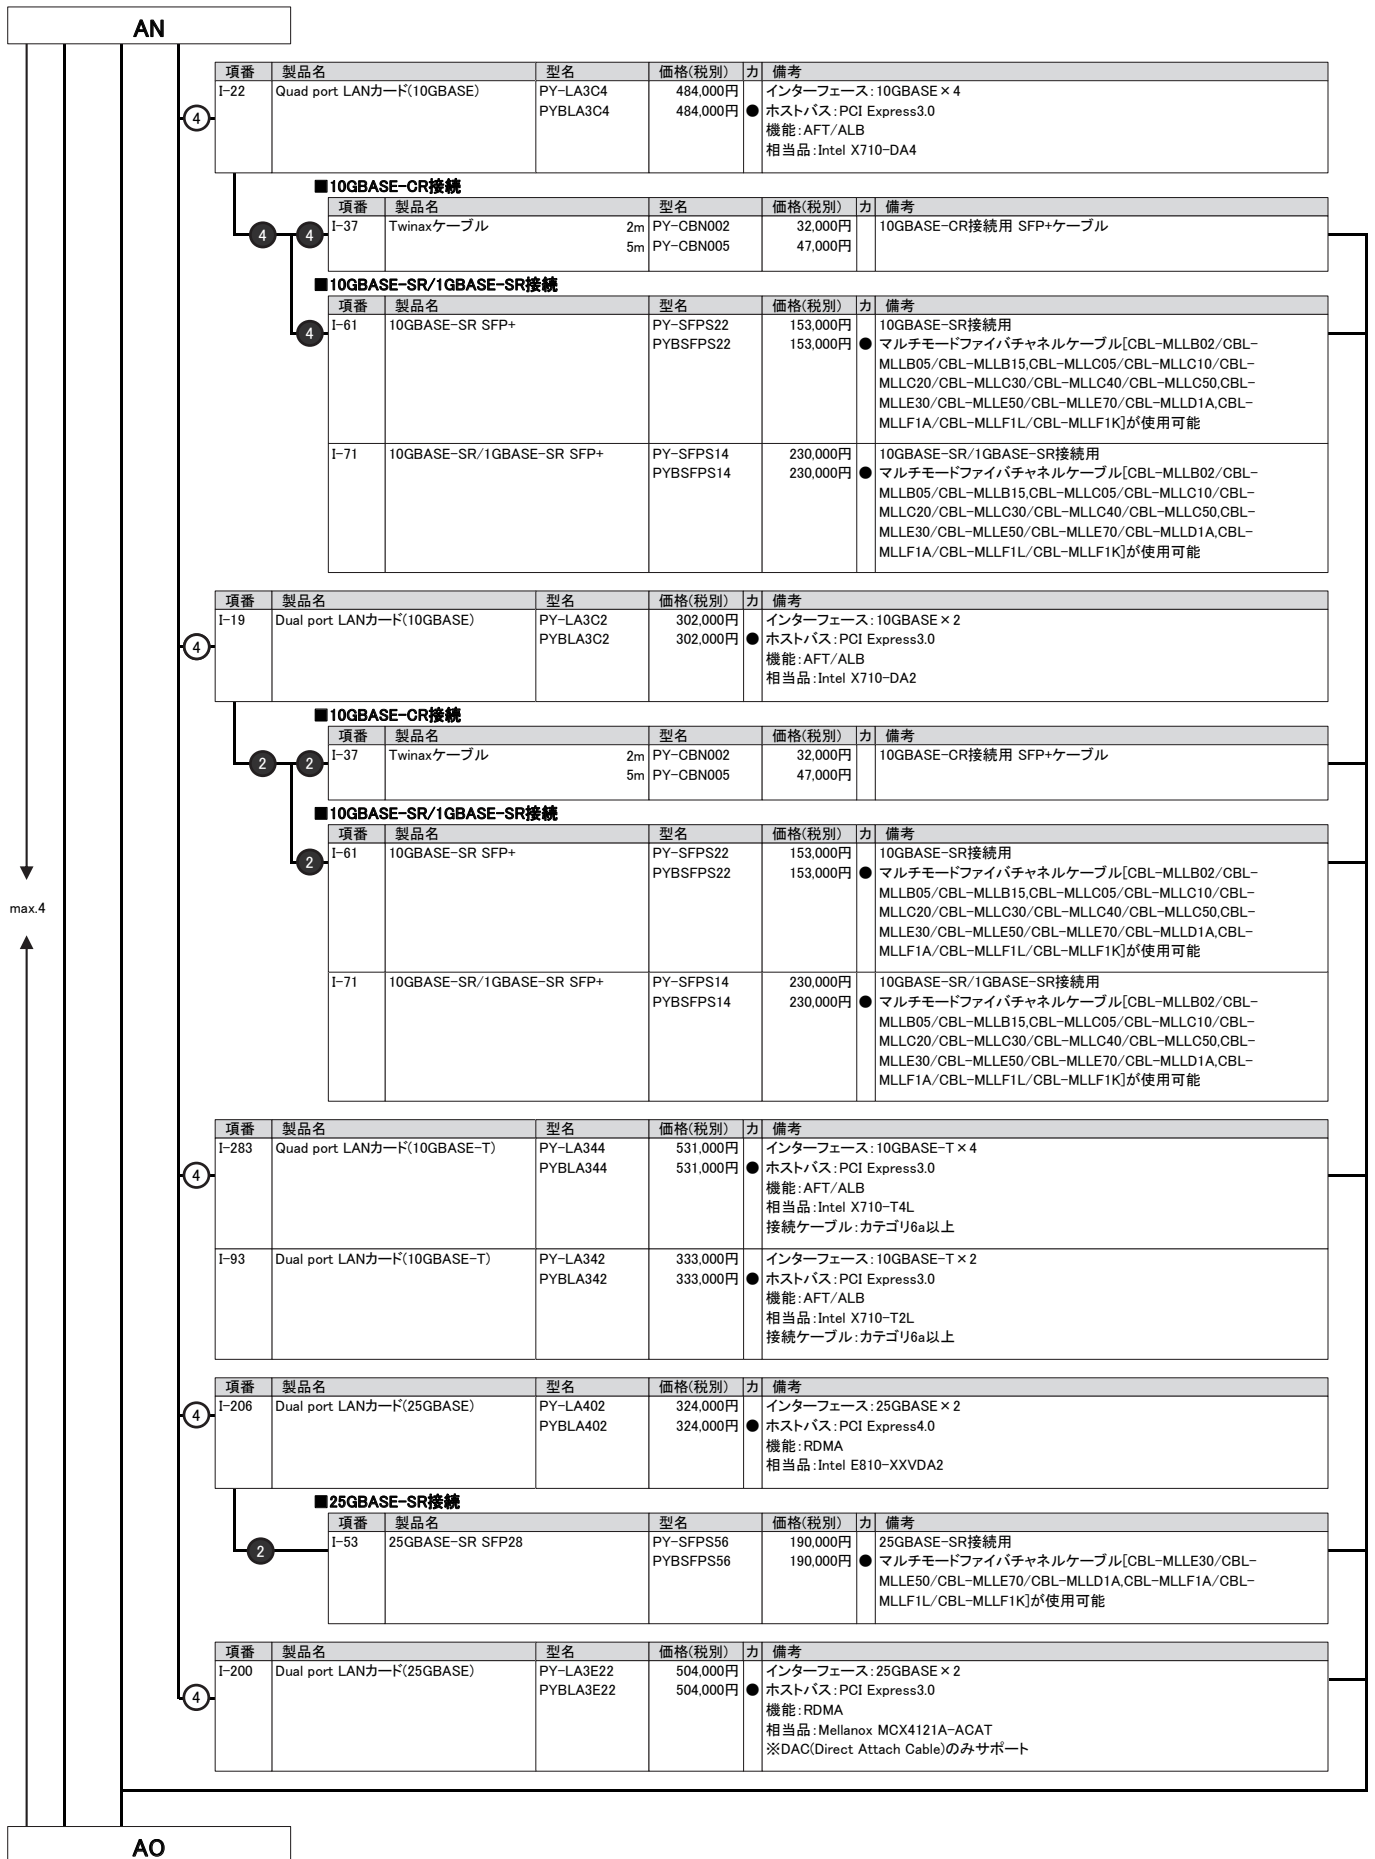 AN
項番 製品名 型名 価格(税別) カ 備考
I-22 Quad port LANカード(10GBASE) PY-LA3C4 484,000円 インターフェース:10GBASE×4
4 PYBLA3C4 484,000円 ● ホストバス:PCI Express3.0
機能:AFT/ALB
相当品:Intel X710-DA4
■10GBASE-CR接続
項番 製品名 型名 価格(税別) カ 備考
4 4 I-37 Twinaxケーブル 2m PY-CBN002 32,000円 10GBASE-CR接続用 SFP+ケーブル
5m PY-CBN005 47,000円
■10GBASE-SR/1GBASE-SR接続
項番 製品名 型名 価格(税別) カ 備考
4 I-61 10GBASE-SR SFP+ PY-SFPS22 153,000円 10GBASE-SR接続用
PYBSFPS22 153,000円 ● マルチモードファイバチャネルケーブル[CBL-MLLB02/CBL-
MLLB05/CBL-MLLB15,CBL-MLLC05/CBL-MLLC10/CBL-
MLLC20/CBL-MLLC30/CBL-MLLC40/CBL-MLLC50,CBL-
MLLE30/CBL-MLLE50/CBL-MLLE70/CBL-MLLD1A,CBL-
MLLF1A/CBL-MLLF1L/CBL-MLLF1K]が使用可能
I-71 10GBASE-SR/1GBASE-SR SFP+ PY-SFPS14 230,000円 10GBASE-SR/1GBASE-SR接続用
PYBSFPS14 230,000円 ● マルチモードファイバチャネルケーブル[CBL-MLLB02/CBL-
MLLB05/CBL-MLLB15,CBL-MLLC05/CBL-MLLC10/CBL-
MLLC20/CBL-MLLC30/CBL-MLLC40/CBL-MLLC50,CBL-
MLLE30/CBL-MLLE50/CBL-MLLE70/CBL-MLLD1A,CBL-
MLLF1A/CBL-MLLF1L/CBL-MLLF1K]が使用可能
項番 製品名 型名 価格(税別) カ 備考
I-19 Dual port LANカード(10GBASE) PY-LA3C2 302,000円 インターフェース:10GBASE×2
4 PYBLA3C2 302,000円 ● ホストバス:PCI Express3.0
機能:AFT/ALB
相当品:Intel X710-DA2
■10GBASE-CR接続
項番 製品名 型名 価格(税別) カ 備考
2 2 I-37 Twinaxケーブル 2m PY-CBN002 32,000円 10GBASE-CR接続用 SFP+ケーブル
5m PY-CBN005 47,000円
■10GBASE-SR/1GBASE-SR接続
項番 製品名 型名 価格(税別) カ 備考
2 I-61 10GBASE-SR SFP+ PY-SFPS22 153,000円 10GBASE-SR接続用
PYBSFPS22 153,000円 ● マルチモードファイバチャネルケーブル[CBL-MLLB02/CBL-
MLLB05/CBL-MLLB15,CBL-MLLC05/CBL-MLLC10/CBL-
max.4
MLLC20/CBL-MLLC30/CBL-MLLC40/CBL-MLLC50,CBL-
MLLE30/CBL-MLLE50/CBL-MLLE70/CBL-MLLD1A,CBL-
MLLF1A/CBL-MLLF1L/CBL-MLLF1K]が使用可能
I-71 10GBASE-SR/1GBASE-SR SFP+ PY-SFPS14 230,000円 10GBASE-SR/1GBASE-SR接続用
PYBSFPS14 230,000円 ● マルチモードファイバチャネルケーブル[CBL-MLLB02/CBL-
MLLB05/CBL-MLLB15,CBL-MLLC05/CBL-MLLC10/CBL-
MLLC20/CBL-MLLC30/CBL-MLLC40/CBL-MLLC50,CBL-
MLLE30/CBL-MLLE50/CBL-MLLE70/CBL-MLLD1A,CBL-
MLLF1A/CBL-MLLF1L/CBL-MLLF1K]が使用可能
項番 製品名 型名 価格(税別) カ 備考
I-283 Quad port LANカード(10GBASE-T) PY-LA344 531,000円 インターフェース:10GBASE-T×4
4 PYBLA344 531,000円 ● ホストバス:PCI Express3.0
機能:AFT/ALB
相当品:Intel X710-T4L
接続ケーブル:カテゴリ6a以上
I-93 Dual port LANカード(10GBASE-T) PY-LA342 333,000円 インターフェース:10GBASE-T×2
PYBLA342 333,000円 ● ホストバス:PCI Express3.0
機能:AFT/ALB
相当品:Intel X710-T2L
接続ケーブル:カテゴリ6a以上
項番 製品名 型名 価格(税別) カ 備考
4 I-206 Dual port LANカード(25GBASE) PY-LA402 324,000円 インターフェース:25GBASE×2
PYBLA402 324,000円 ● ホストバス:PCI Express4.0
機能:RDMA
相当品:Intel E810-XXVDA2
■25GBASE-SR接続
項番 製品名 型名 価格(税別) カ 備考
2 I-53 25GBASE-SR SFP28 PY-SFPS56 190,000円 25GBASE-SR接続用
PYBSFPS56 190,000円 ● マルチモードファイバチャネルケーブル[CBL-MLLE30/CBL-
MLLE50/CBL-MLLE70/CBL-MLLD1A,CBL-MLLF1A/CBL-
MLLF1L/CBL-MLLF1K]が使用可能
項番 製品名 型名 価格(税別) カ 備考
I-200 Dual port LANカード(25GBASE) PY-LA3E22 504,000円 インターフェース:25GBASE×2
4 PYBLA3E22 504,000円 ● ホストバス:PCI Express3.0
機能:RDMA
相当品:Mellanox MCX4121A-ACAT
※DAC(Direct Attach Cable)のみサポート
AO